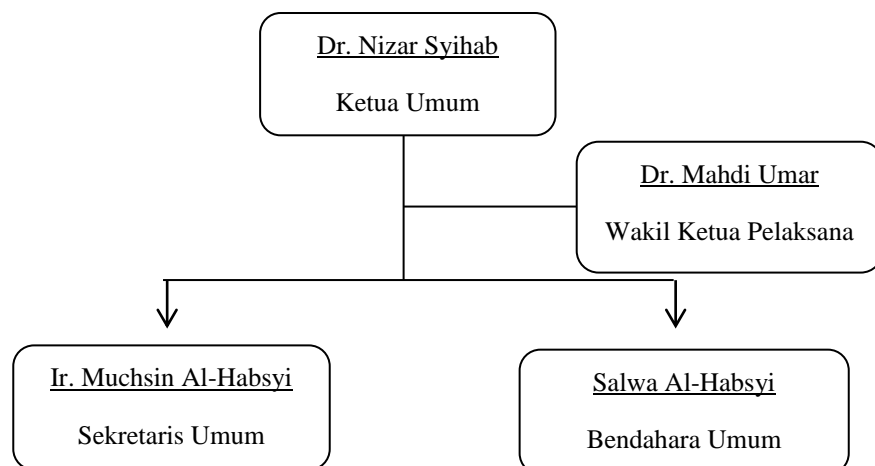 Dr. Nizar Syihab
Ketua Umum
Dr. Mahdi Umar
Wakil Ketua Pelaksana
Ir. Muchsin Al-Habsyi
Sekretaris Umum
Salwa Al-Habsyi
Bendahara Umum